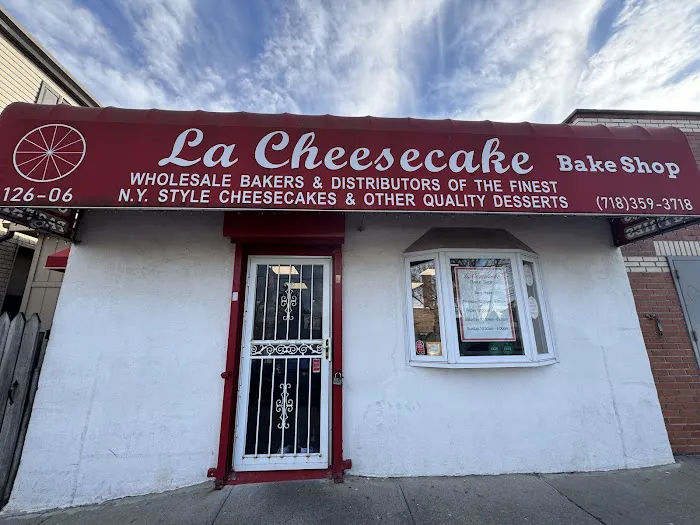 La Cheesecake Bake Shop
WHOLESALE BAKERS & DISTRIBUTORS OF THE FINEST
126-06 N.Y. STYLE CHEESECAKES & OTHER QUALITY DESSERTS (718)359-3718